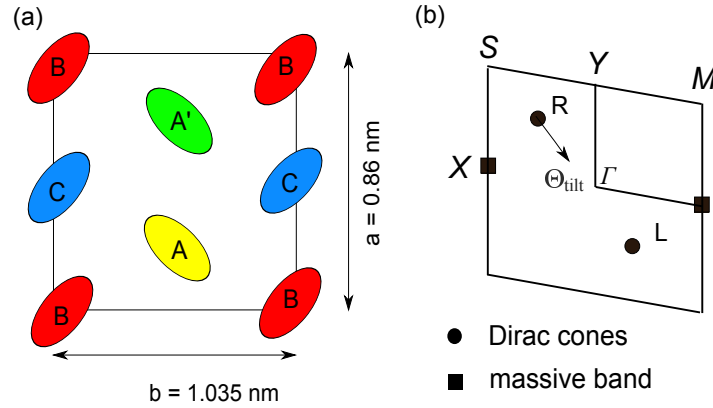 (a)
B
B
A'
C
C
A
B
B
a = 0.86 nm
b = 1.035 nm
(b)
S
Y
M
R
X
Θtilt
Γ
L
Dirac cones
massive band